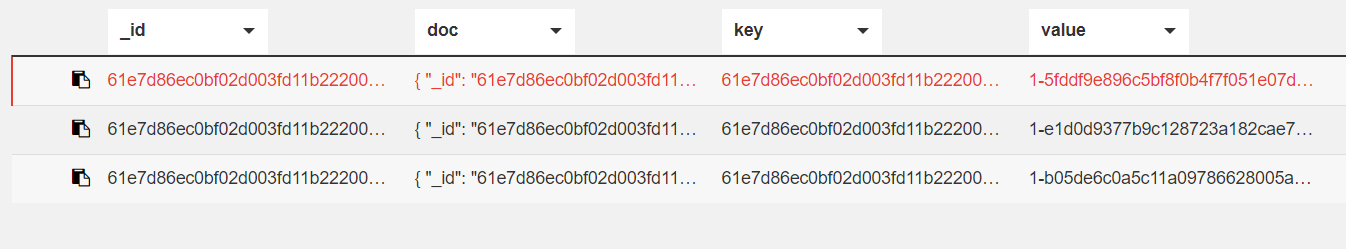 _id doc key value
61e7d86ec0bf02d003fd11b22200… { "_id": "61e7d86ec0bf02d003fd11… 61e7d86ec0bf02d003fd11b22200… 1-5fddf9e896c5bf8f0b4f7f051e07d…
61e7d86ec0bf02d003fd11b22200… { "_id": "61e7d86ec0bf02d003fd11… 61e7d86ec0bf02d003fd11b22200… 1-e1d0d9377b9c128723a182cae7…
61e7d86ec0bf02d003fd11b22200… { "_id": "61e7d86ec0bf02d003fd11… 61e7d86ec0bf02d003fd11b22200… 1-b05de6c0a5c11a09786628005a…